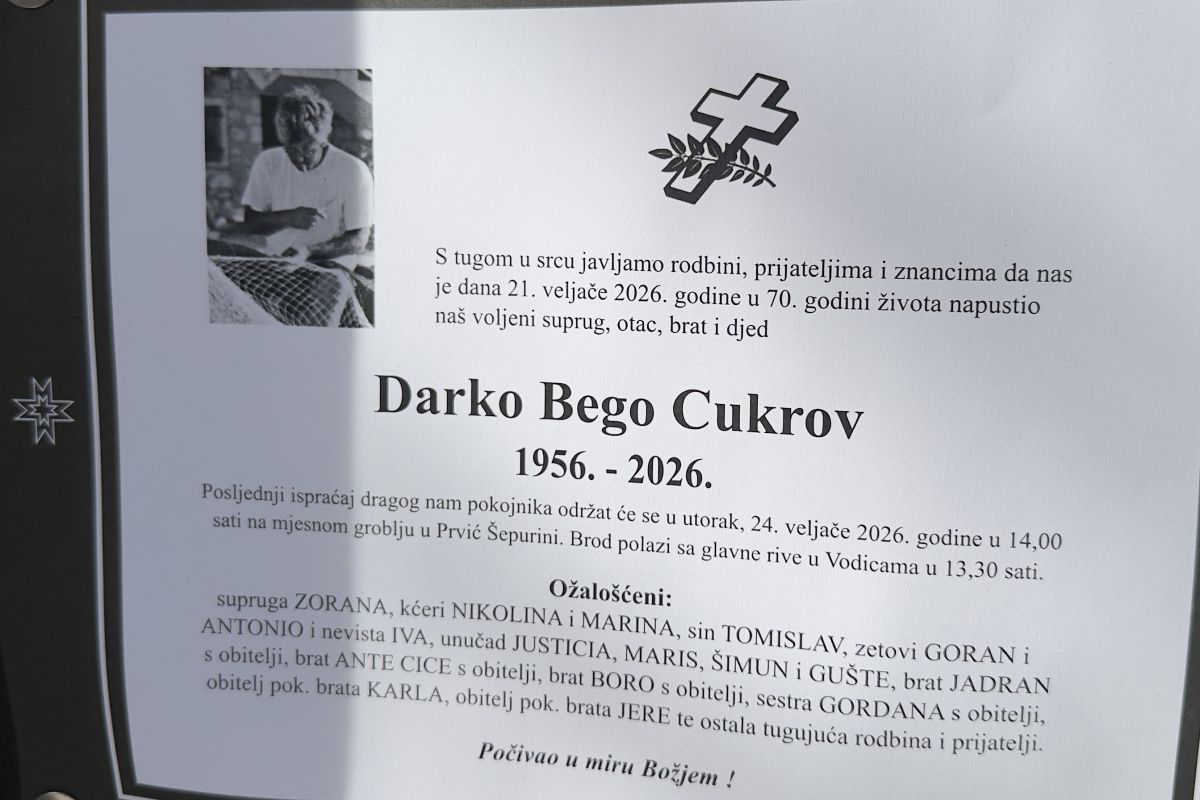 S tugom u srcu javljamo rodbini, prijateljima i znancima da nas
je dana 21. veljače 2026. godine u 70. godini života napustio
naš voljeni suprug, otac, brat i djed
Darko Bego Cukrov
1956. - 2026.
Posljednji ispraćaj dragog nam pokojnika održat će se u utorak, 24. veljače 2026. godine u 14,00
sati na mjesnom groblju u Prvić Šepurini. Brod polazi sa glavne rive u Vodicama u 13,30 sati.
Ožalošćeni:
supruga ZORANA, kćeri NIKOLINA i MARINA, sin TOMISLAV, zetovi GORAN i
ANTONIO i nevista IVA, unučad JUSTICIA, MARIS, ŠIMUN i GUŠTE, brat JADRAN
s obitelji, brat ANTE CICE s obitelji, brat BORO s obitelji, sestra GORDANA s obitelji,
obitelj pok. brata KARLA, obitelj pok. brata JERE te ostala tugujuća rodbina i prijatelji.
Počivao u miru Božjem !